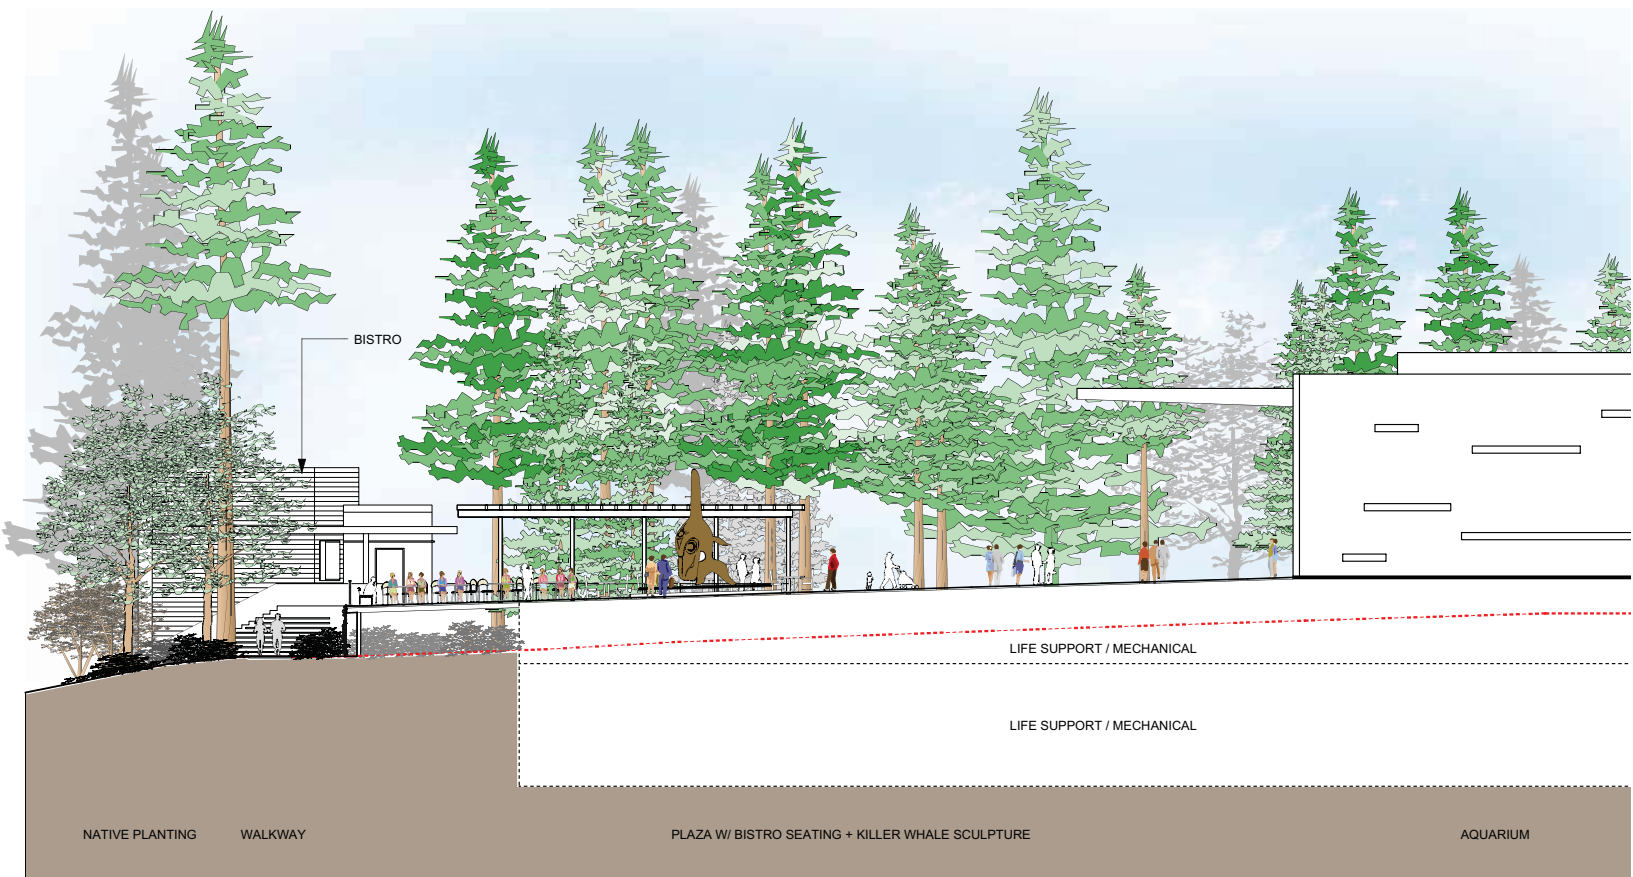 BISTRO
LIFE SUPPORT / MECHANICAL
LIFE SUPPORT / MECHANICAL
NATIVE PLANTING
WALKWAY
PLAZA W/ BISTRO SEATING + KILLER WHALE SCULPTURE
AQUARIUM